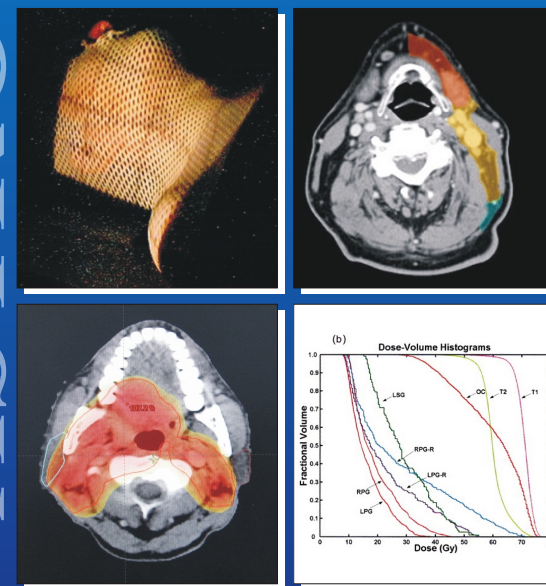 (b)
Dose-Volume Histograms
1.0
0.9
0.8
0.7
0.6
0.5
0.4
0.3
0.2
0.1
0
Fractional Volume
LSG
OC
T2
T1
RPG-R
LPG-R
RPG
LPG
0 10 20 30 40 50 60 70
Dose (Gy)